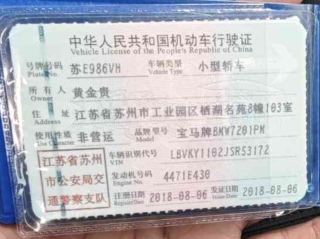 中华人民共和国机动车行驶证
Vehicle License of the People's Republic of China
号牌号码 苏E986VH 车辆类型 小型轿车
Plate No. Vehicle Type
所有人 黄金贵
Owner
住址 江苏省苏州市工业园区栖湖名苑8幢103室
Address
使用性质 非营运 品牌型号 宝马牌BMW7201PM
Use Character Model
江苏省苏州
市公安局交
通警察支队
车辆识别代号 LBVKY1102JSR53172
VIN
发动机号码 4471E430
Engine No.
注册日期 2018-08-06 发证日期 2018-08-06
Register Date Issue Date